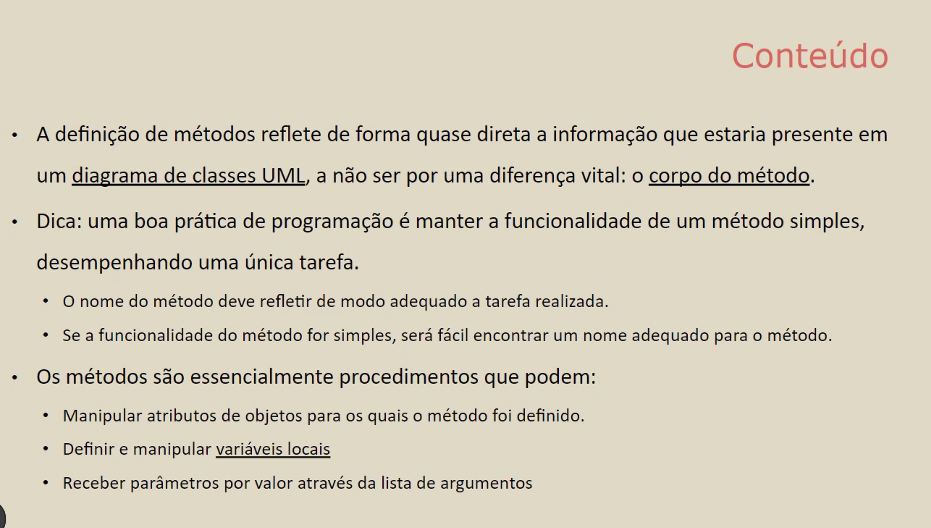 Conteúdo
• A definição de métodos reflete de forma quase direta a informação que estaria presente em
um diagrama de classes UML, a não ser por uma diferença vital: o corpo do método.
• Dica: uma boa prática de programação é manter a funcionalidade de um método simples,
desempenhando uma única tarefa.
• O nome do método deve refletir de modo adequado a tarefa realizada.
• Se a funcionalidade do método for simples, será fácil encontrar um nome adequado para o método.
• Os métodos são essencialmente procedimentos que podem:
• Manipular atributos de objetos para os quais o método foi definido.
• Definir e manipular variáveis locais
• Receber parâmetros por valor através da lista de argumentos